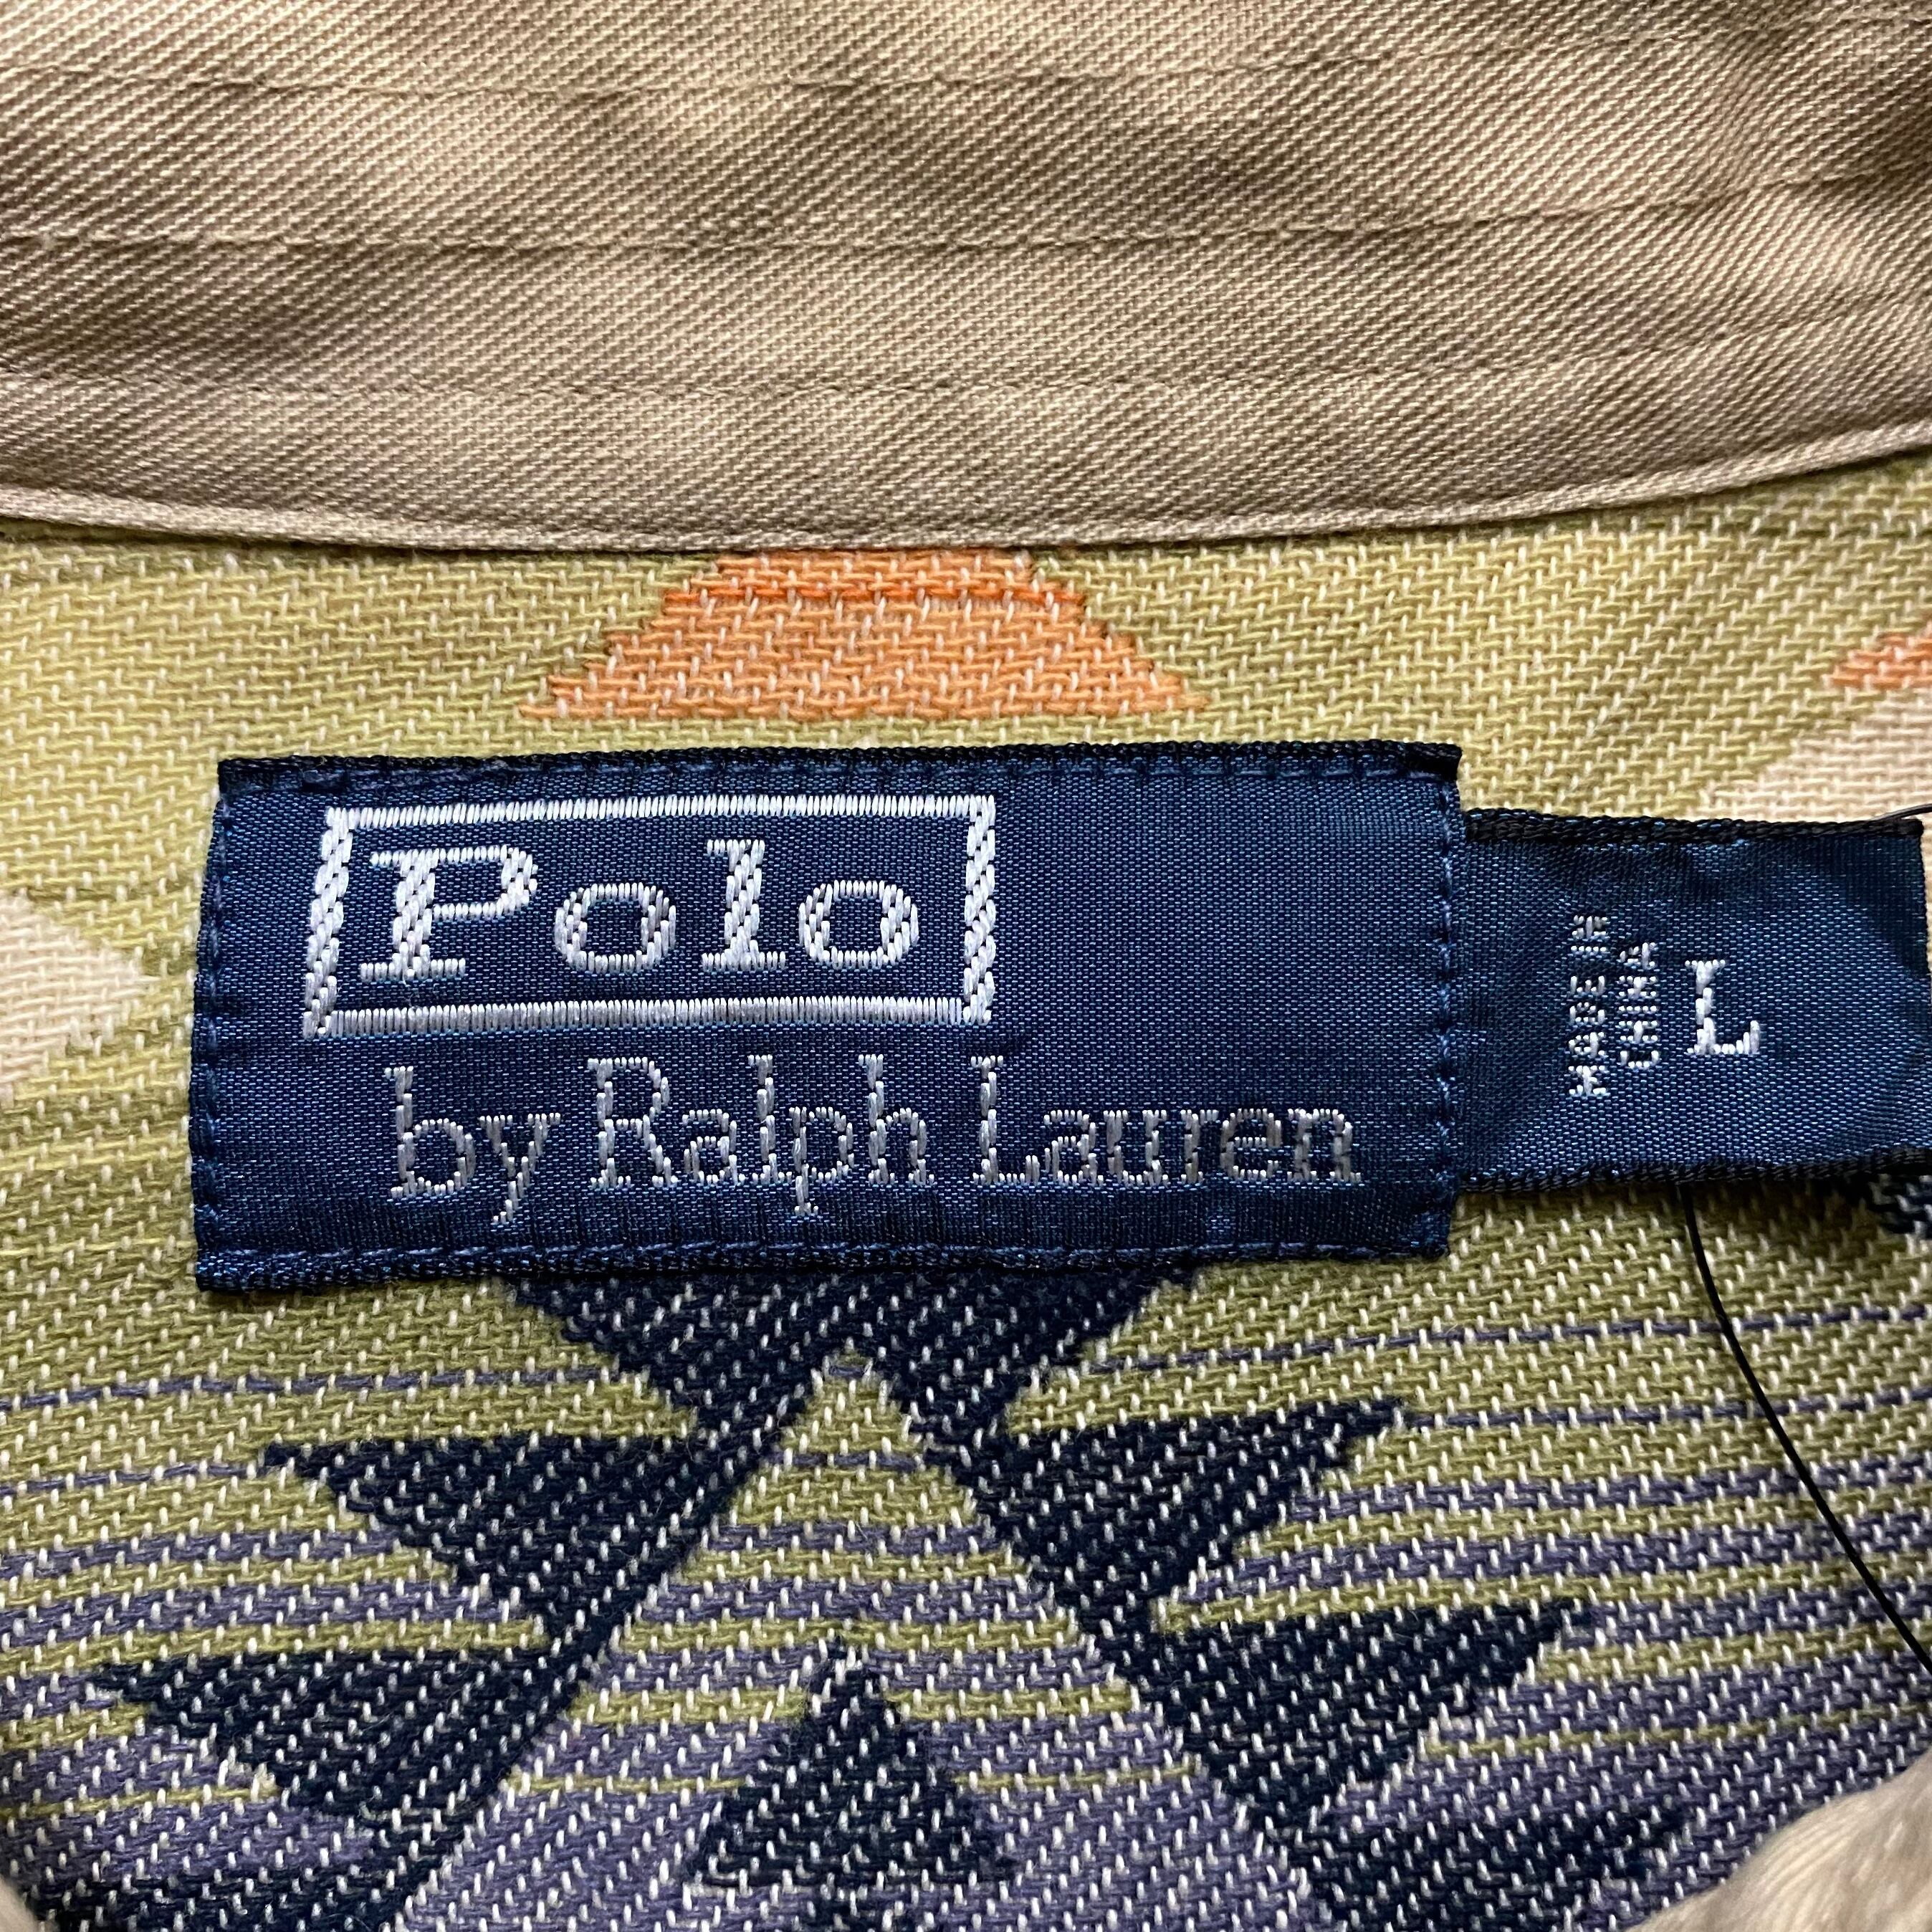 Polo
by Ralph Lauren
MADE IN
CHINA
L